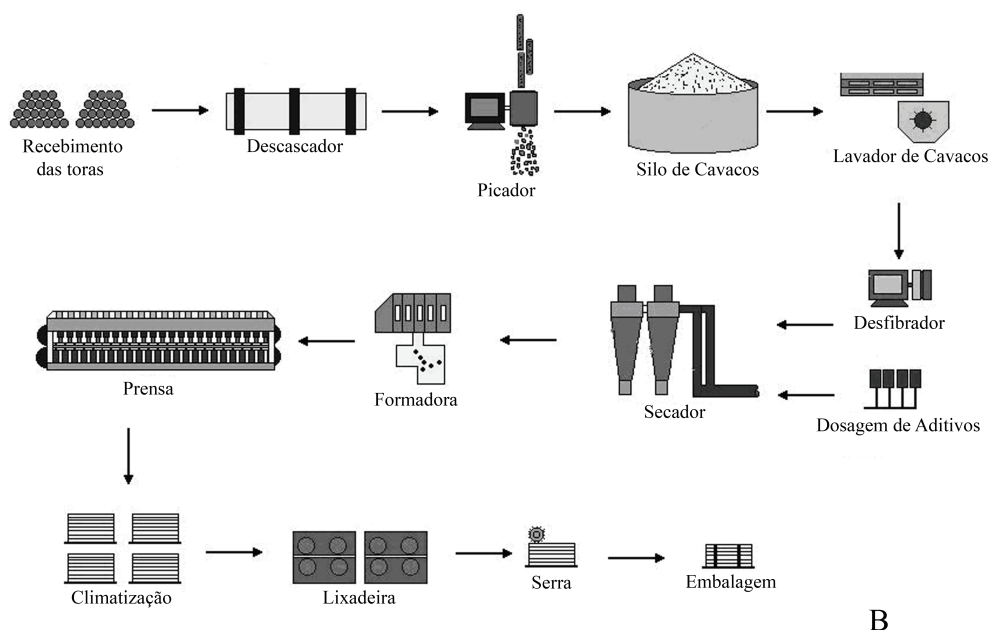 Recebimento
das toras
Descascador
Picador
Silo de Cavacos
Lavador de Cavacos
Desfibrador
Dosagem de Aditivos
Secador
Formadora
Prensa
Climatização
Lixadeira
Serra
Embalagem
B